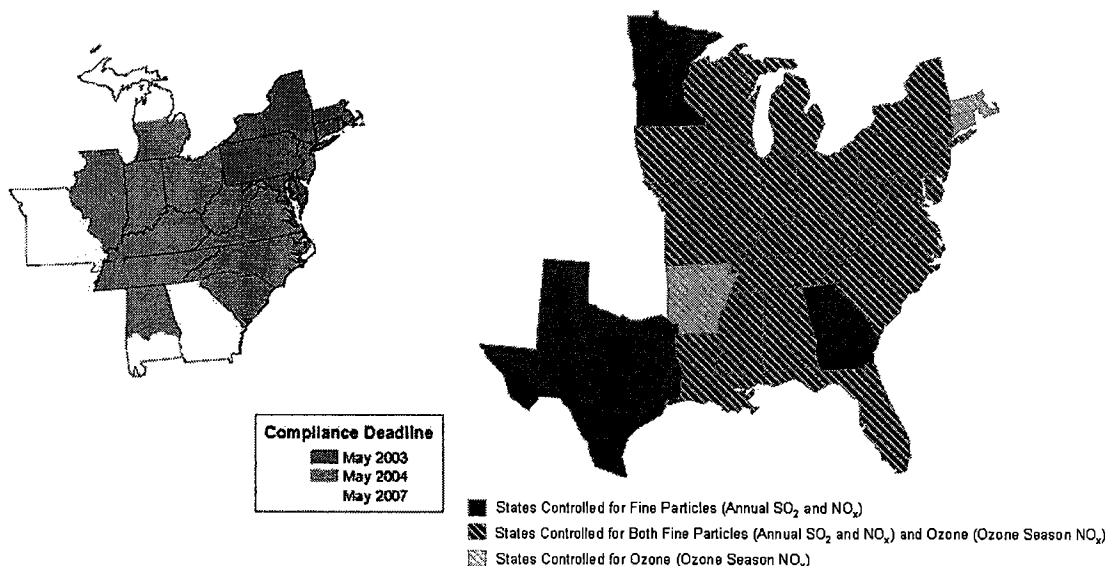 Compliance Deadline
May 2003
May 2004
May 2007
States Controlled for Fine Particles (Annual SO₂ and NOₓ)
States Controlled for Both Fine Particles (Annual SO₂ and NOₓ) and Ozone (Ozone Season NOₓ)
States Controlled for Ozone (Ozone Season NOₓ)